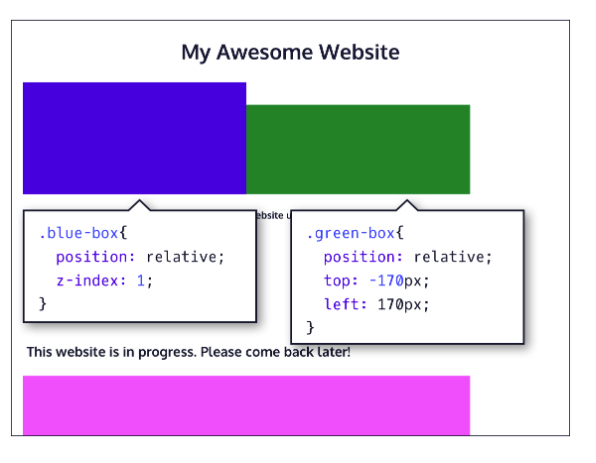 My Awesome Website
ebsite u
.blue-box{
position: relative;
z-index: 1;
}
.green-box{
position: relative;
top: -170px;
left: 170px;
}
This website is in progress. Please come back later!